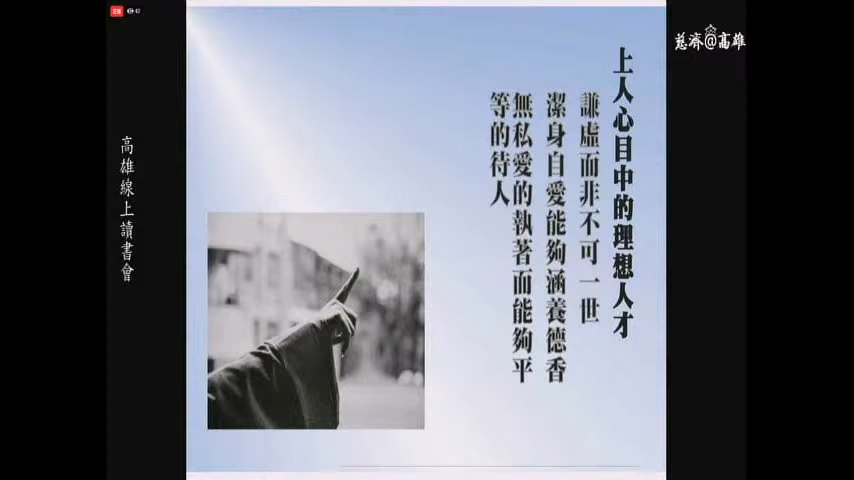 慈濟@高雄
上人心目中的理想人才
謙虛而非不可一世
潔身自愛能夠涵養德香
無私愛的執著而能夠平
等的待人
高雄線上讀書會